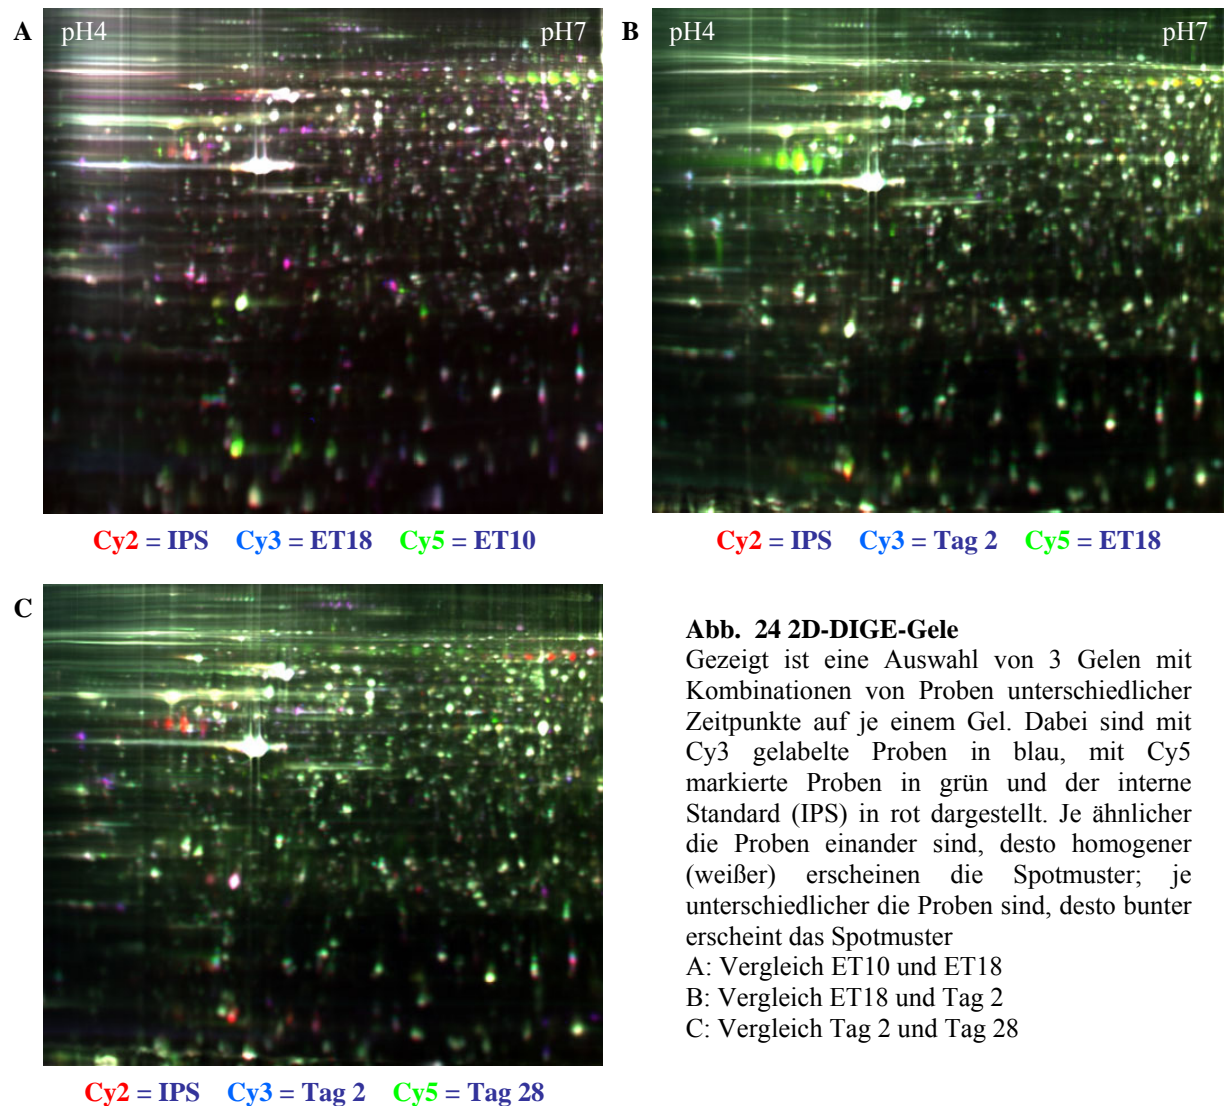 A
pH4
pH7
B
pH4
pH7
Cy2 = IPS Cy3 = ET18 Cy5 = ET10
Cy2 = IPS Cy3 = Tag 2 Cy5 = ET18
C
Abb. 24 2D-DIGE-Gele
Gezeigt ist eine Auswahl von 3 Gelen mit
Kombinationen von Proben unterschiedlicher
Zeitpunkte auf je einem Gel. Dabei sind mit
Cy3 gelabelte Proben in blau, mit Cy5
markierte Proben in grün und der interne
Standard (IPS) in rot dargestellt. Je ähnlicher
die Proben einander sind, desto homogener
(weißer) erscheinen die Spotmuster; je
unterschiedlicher die Proben sind, desto bunter
erscheint das Spotmuster
A: Vergleich ET10 und ET18
B: Vergleich ET18 und Tag 2
C: Vergleich Tag 2 und Tag 28
Cy2 = IPS Cy3 = Tag 2 Cy5 = Tag 28